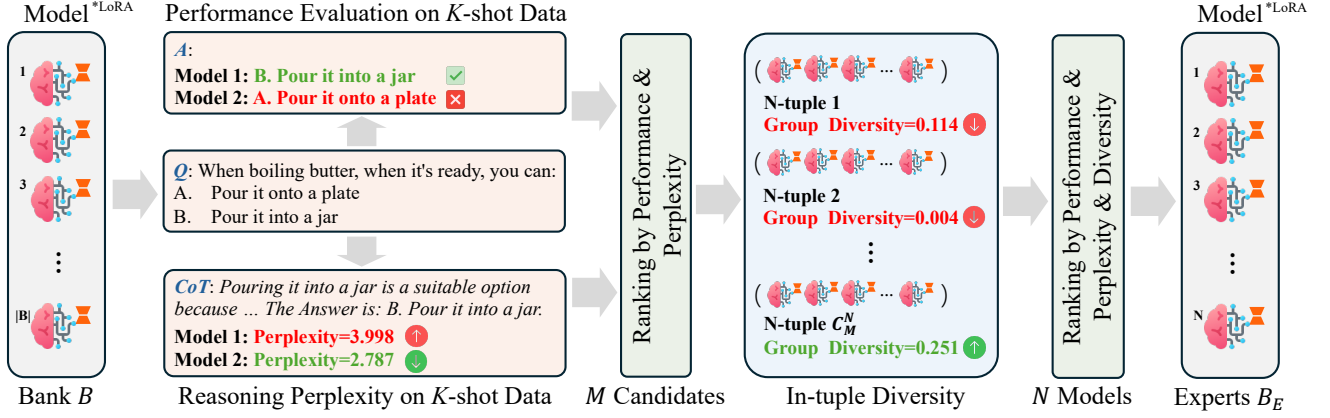 Model *LoRA
1
2
3
...
|B|
Bank B
Performance Evaluation on K-shot Data
A:
Model 1: B. Pour it into a jar
Model 2: A. Pour it onto a plate
Q: When boiling butter, when it's ready, you can:
A. Pour it onto a plate
B. Pour it into a jar
CoT: Pouring it into a jar is a suitable option
because ... The Answer is: B. Pour it into a jar.
Model 1: Perplexity=3.998 ↑
Model 2: Perplexity=2.787 ↓
Reasoning Perplexity on K-shot Data
Ranking by Performance &
Perplexity
M Candidates
( ... )
N-tuple 1
Group Diversity=0.114 ↓
( ... )
N-tuple 2
Group Diversity=0.004 ↓
...
( ... )
N-tuple C_M^N
Group Diversity=0.251 ↑
In-tuple Diversity
Ranking by Performance &
Perplexity & Diversity
N Models
Model *LoRA
1
2
3
...
N
Experts B_E